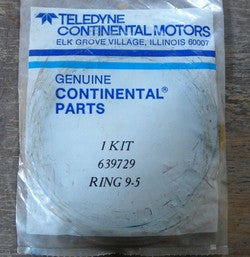 TELEDYNE
CONTINENTAL MOTORS
ELK GROVE VILLAGE, ILLINOIS 60007
GENUINE
CONTINENTAL®
PARTS
1 KIT
639729
RING 9-5